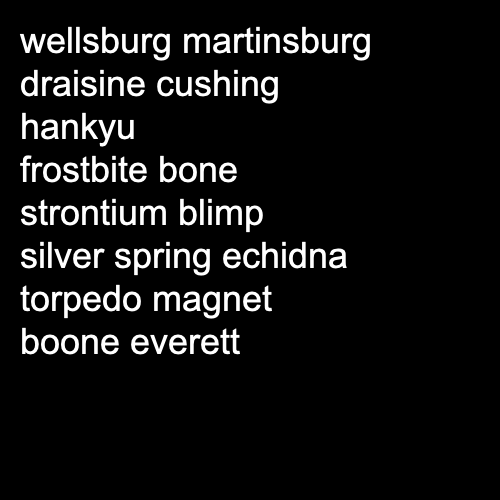 wellsburg martinsburg
draisine cushing
hankyu
frostbite bone
strontium blimp
silver spring echidna
torpedo magnet
boone everett